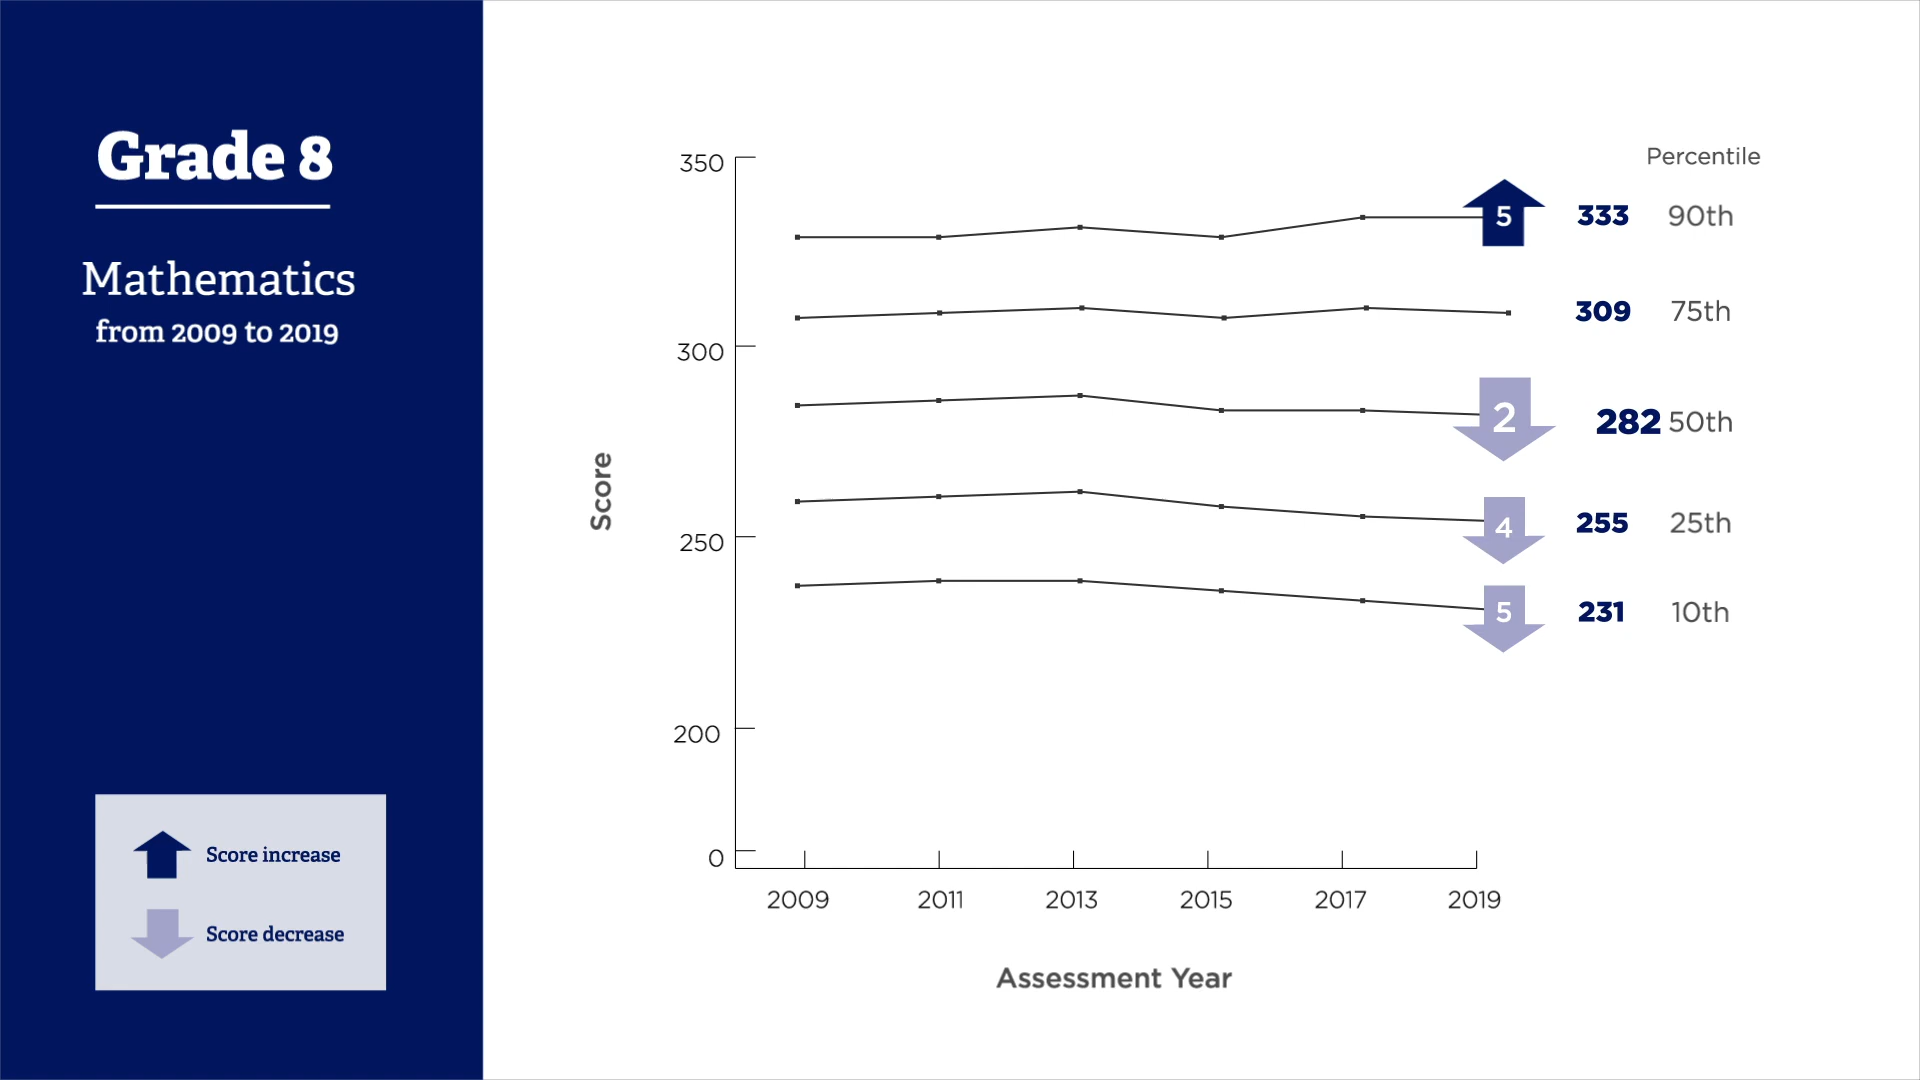 Grade 8
Mathematics
from 2009 to 2019
Score increase
Score decrease
Score
350
300
250
200
0
2009 2011 2013 2015 2017 2019
Assessment Year
Percentile
5 333 90th
309 75th
2 282 50th
4 255 25th
5 231 10th